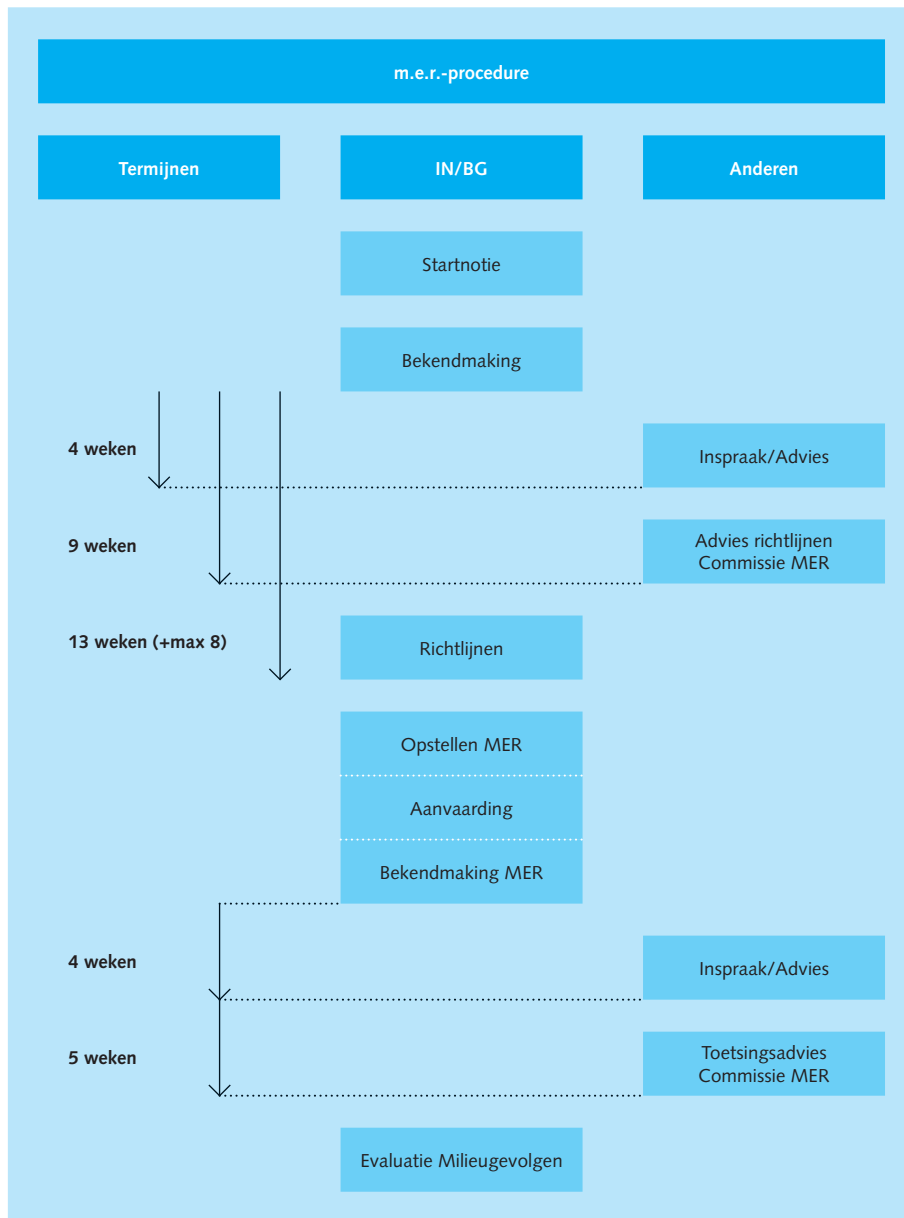 m.e.r.-procedure
Termijnen
IN/BG
Anderen
Startnotie
Bekendmaking
4 weken
Inspraak/Advies
9 weken
Advies richtlijnen
Commissie MER
13 weken (+max 8)
Richtlijnen
Opstellen MER
Aanvaarding
Bekendmaking MER
4 weken
Inspraak/Advies
5 weken
Toetsingsadvies
Commissie MER
Evaluatie Milieugevolgen